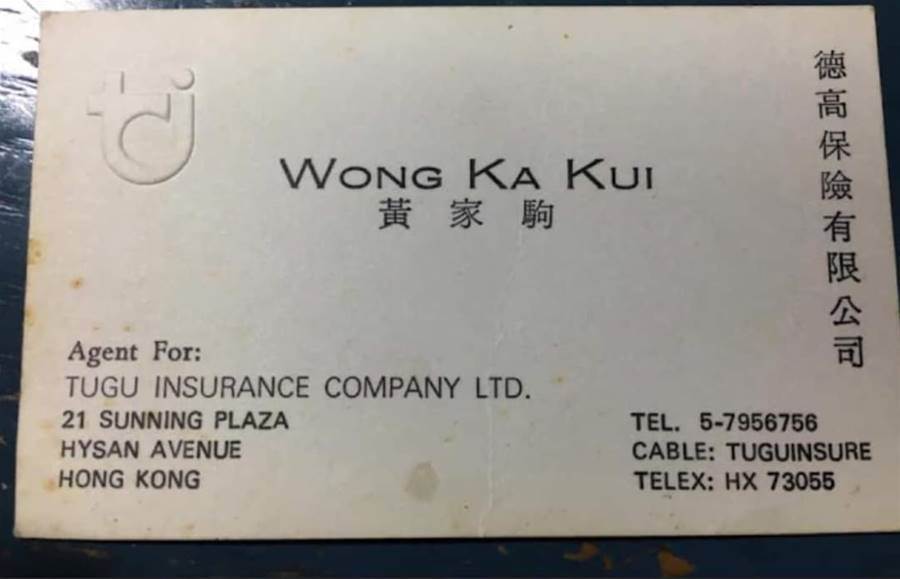 tci
德高保險有限公司
WONG KA KUI
黃家駒
Agent For:
TUGU INSURANCE COMPANY LTD.
21 SUNNING PLAZA
HYSAN AVENUE
HONG KONG
TEL. 5-7956756
CABLE: TUGUINSURE
TELEX: HX 73055